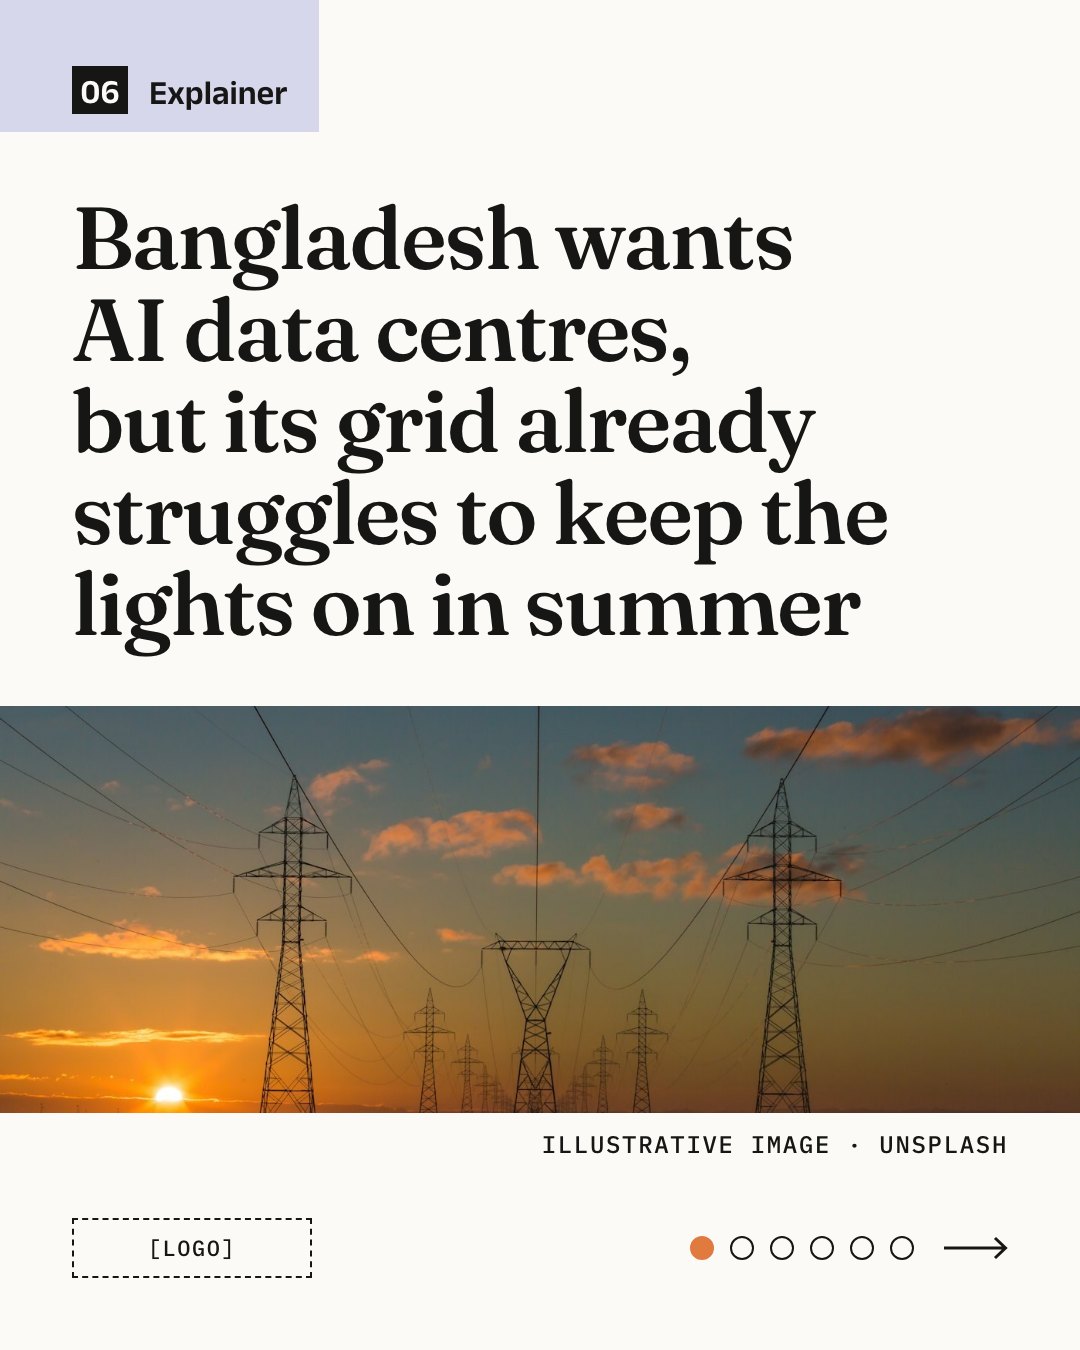 06 Explainer
Bangladesh wants
AI data centres,
but its grid already
struggles to keep the
lights on in summer
ILLUSTRATIVE IMAGE · UNSPLASH
[LOGO]